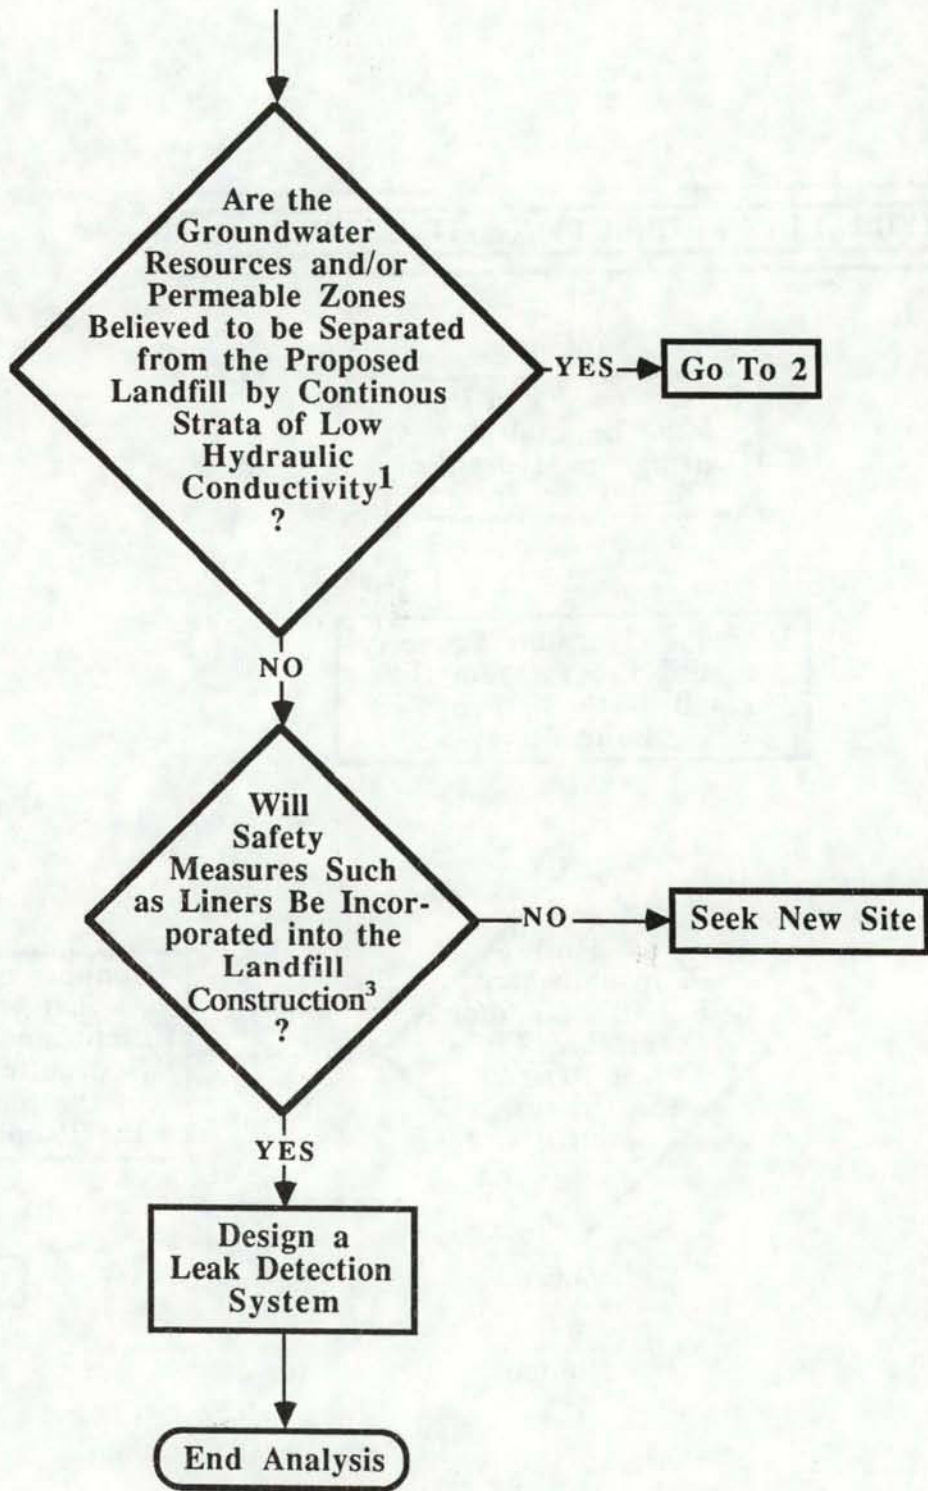 Are the
Groundwater
Resources and/or
Permeable Zones
Believed to be Separated
from the Proposed
Landfill by Continous
Strata of Low
Hydraulic
Conductivity1
?
YES
Go To 2
NO
Will
Safety
Measures Such
as Liners Be Incor-
porated into the
Landfill
Construction3
?
NO
Seek New Site
YES
Design a
Leak Detection
System
End Analysis